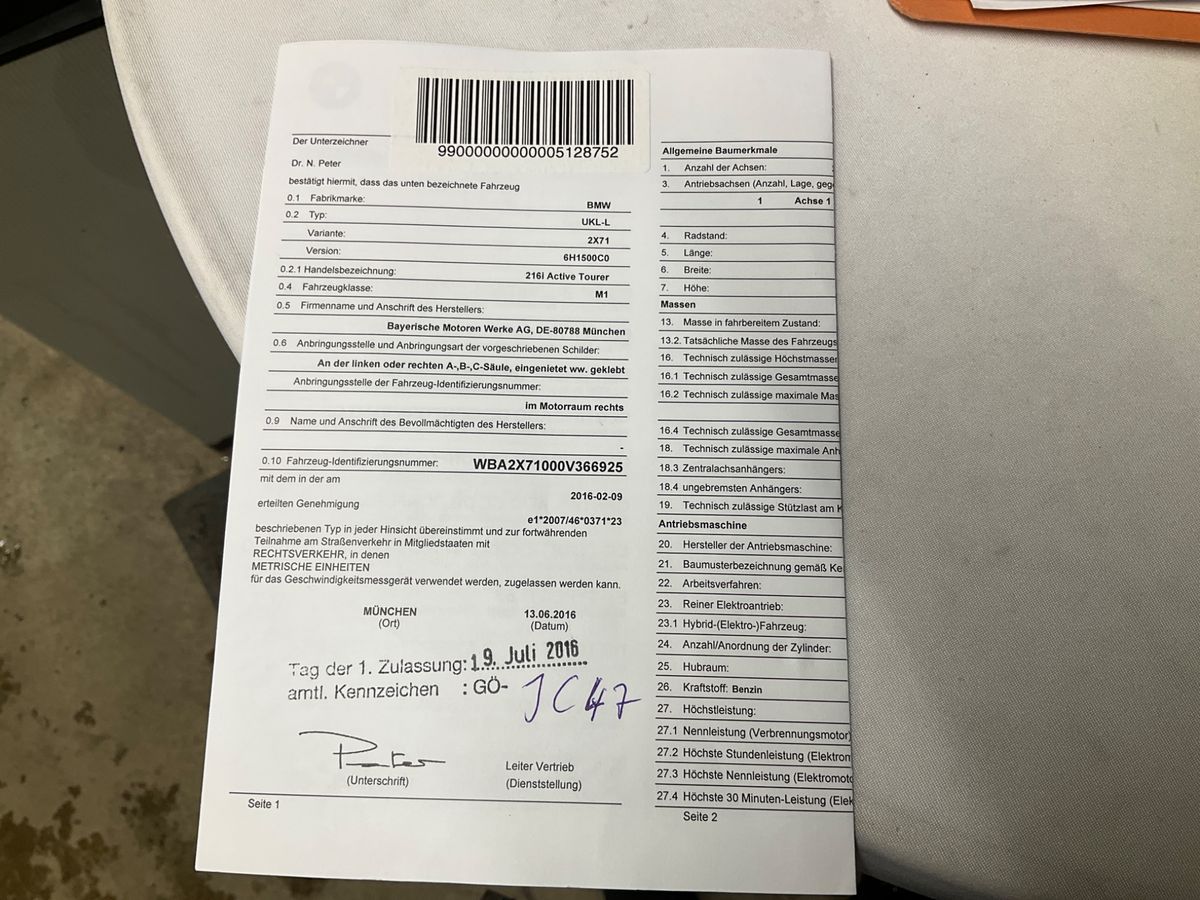 99000000000005128752
Der Unterzeichner
Dr. N. Peter
bestätigt hiermit, dass das unten bezeichnete Fahrzeug
0.1 Fabrikmarke: BMW
0.2 Typ: UKL-L
Variante: 2X71
Version: 6H1500C0
0.2.1 Handelsbezeichnung: 216i Active Tourer
0.4 Fahrzeugklasse: M1
0.5 Firmenname und Anschrift des Herstellers:
Bayerische Motoren Werke AG, DE-80788 München
0.6 Anbringungsstelle und Anbringungsart der vorgeschriebenen Schilder:
An der linken oder rechten A-,B-,C-Säule, eingenietet ww. geklebt
Anbringungsstelle der Fahrzeug-Identifizierungsnummer:
im Motorraum rechts
0.9 Name und Anschrift des Bevollmächtigten des Herstellers:
-
0.10 Fahrzeug-Identifizierungsnummer: WBA2X71000V366925
mit dem in der am
2016-02-09
erteilten Genehmigung
e1*2007/46*0371*23
beschriebenen Typ in jeder Hinsicht übereinstimmt und zur fortwährenden
Teilnahme am Straßenverkehr in Mitgliedstaaten mit
RECHTSVERKEHR, in denen
METRISCHE EINHEITEN
für das Geschwindigkeitsmessgerät verwendet werden, zugelassen werden kann.
MÜNCHEN 13.06.2016
(Ort) (Datum)
Tag der 1. Zulassung: 19. Juli 2016
amtl. Kennzeichen : GÖ- JC47
Leiter Vertrieb
(Unterschrift) (Dienststellung)
Seite 1
Allgemeine Baumerkmale
1. Anzahl der Achsen:
3. Antriebsachsen (Anzahl, Lage, geg
1 Achse 1
4. Radstand:
5. Länge:
6. Breite:
7. Höhe:
Massen
13. Masse in fahrbereitem Zustand:
13.2. Tatsächliche Masse des Fahrzeugs
16. Technisch zulässige Höchstmassen
16.1 Technisch zulässige Gesamtmasse
16.2 Technisch zulässige maximale Mas
16.4 Technisch zulässige Gesamtmasse
18. Technisch zulässige maximale Anh
18.3 Zentralachsanhängers:
18.4 ungebremsten Anhängers:
19. Technisch zulässige Stützlast am K
Antriebsmaschine
20. Hersteller der Antriebsmaschine:
21. Baumusterbezeichnung gemäß Ke
22. Arbeitsverfahren:
23. Reiner Elektroantrieb:
23.1 Hybrid-(Elektro-)Fahrzeug:
24. Anzahl/Anordnung der Zylinder:
25. Hubraum:
26. Kraftstoff: Benzin
27. Höchstleistung:
27.1 Nennleistung (Verbrennungsmotor)
27.2 Höchste Stundenleistung (Elektron
27.3 Höchste Nennleistung (Elektromoto
27.4 Höchste 30 Minuten-Leistung (Elek
Seite 2